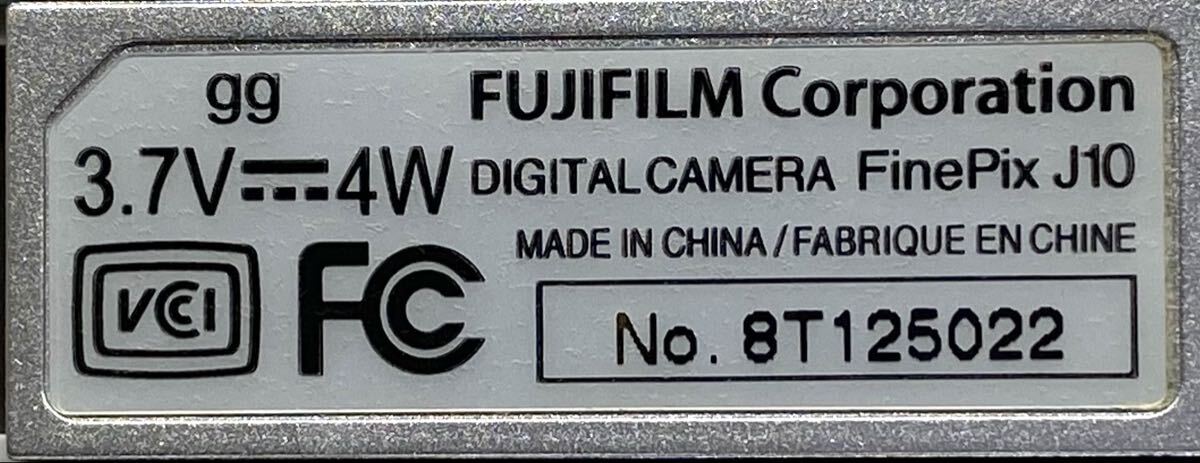 gg
FUJIFILM Corporation
3.7V⎓4W
DIGITAL CAMERA FinePix J10
MADE IN CHINA/FABRIQUE EN CHINE
VCCI
FC
No. 8T125022